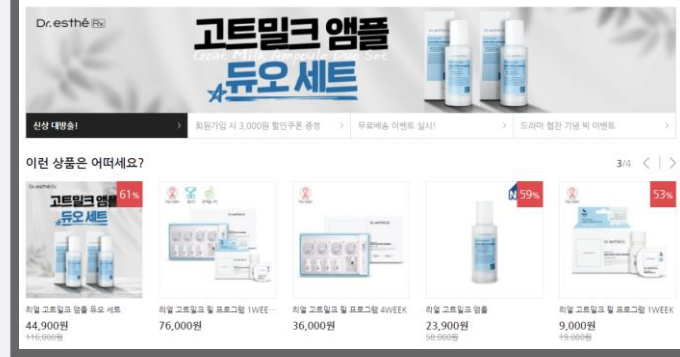 Dr.esthé Rx
고트밀크 앰플
Goat Milk Ampoule Duo Set
듀오 세트
신상 대방출!
회원가입 시 3,000원 할인쿠폰 증정
무료배송 이벤트 실시!
드라마 협찬 기념 빅 이벤트
이런 상품은 어떠세요?
3/4
61%
고트밀크 앰플
듀오 세트
59%
53%
리얼 고트밀크 앰플 듀오 세트
44,900원
116,000원
리얼 고트밀크 필 프로그램 1WEE...
76,000원
리얼 고트밀크 필 프로그램 4WEEK
36,000원
리얼 고트밀크 앰플
23,900원
58,000원
리얼 고트밀크 필 프로그램 1WEEK
9,000원
19,000원